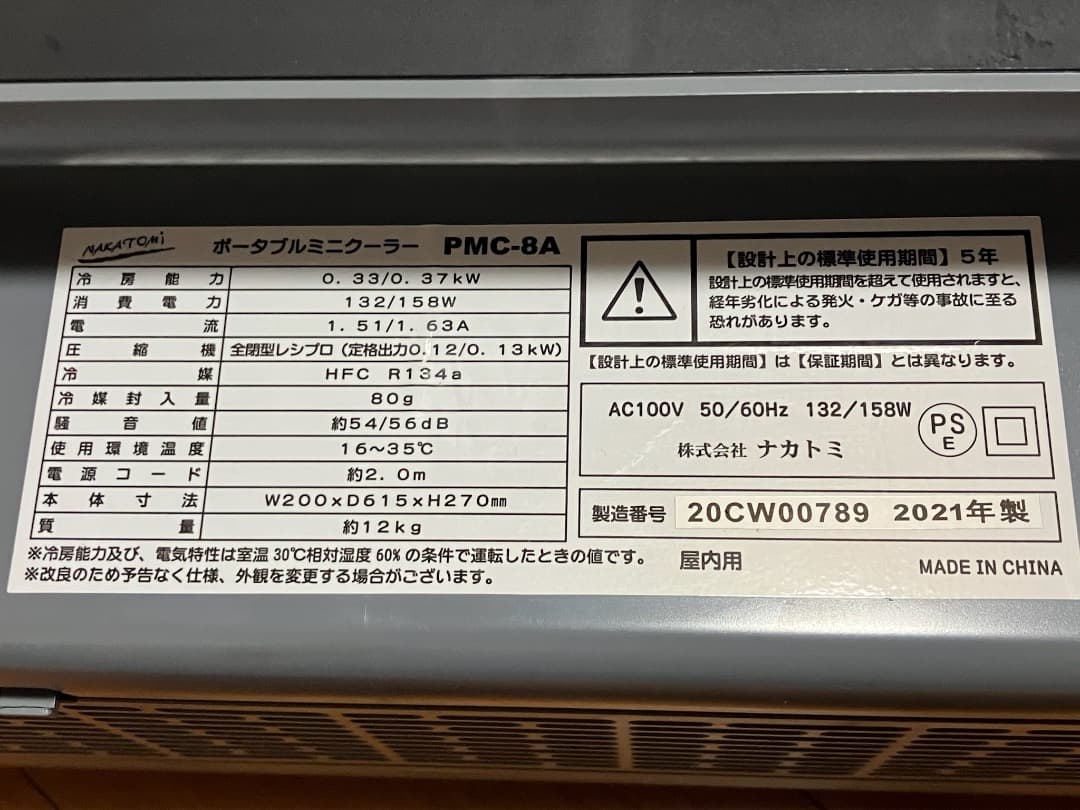 NAKATOMI ポータブルミニクーラー PMC-8A
冷房能力 0.33/0.37kW
消費電力 132/158W
電流 1.51/1.63A
圧縮機 全閉型レシプロ(定格出力0.12/0.13kW)
冷媒 HFC R134a
冷媒封入量 80g
騒音値 約54/56dB
使用環境温度 16~35℃
電源コード 約2.0m
本体寸法 W200xD615xH270mm
質量 約12kg
※冷房能力及び、電気特性は室温30℃相対湿度60%の条件で運転したときの値です。
※改良のため予告なく仕様、外観を変更する場合がございます。
【設計上の標準使用期間】5年
設計上の標準使用期間を超えて使用されますと、
経年劣化による発火・ケガ等の事故に至る
恐れがあります。
【設計上の標準使用期間】は【保証期間】とは異なります。
AC100V 50/60Hz 132/158W
株式会社 ナカトミ
PS
E
製造番号 20CW00789 2021年製
屋内用
MADE IN CHINA